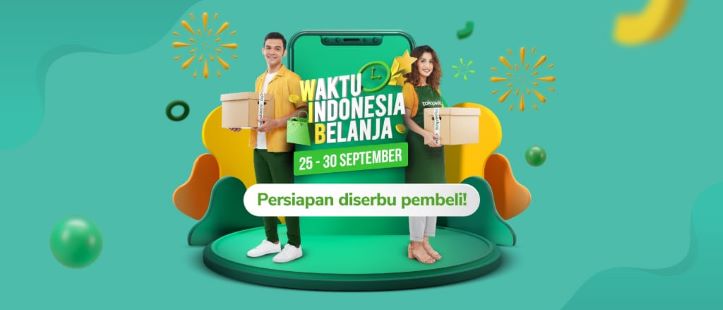 WAKTU
INDONESIA
BELANJA
25 - 30 SEPTEMBER
Persiapan diserbu pembeli!